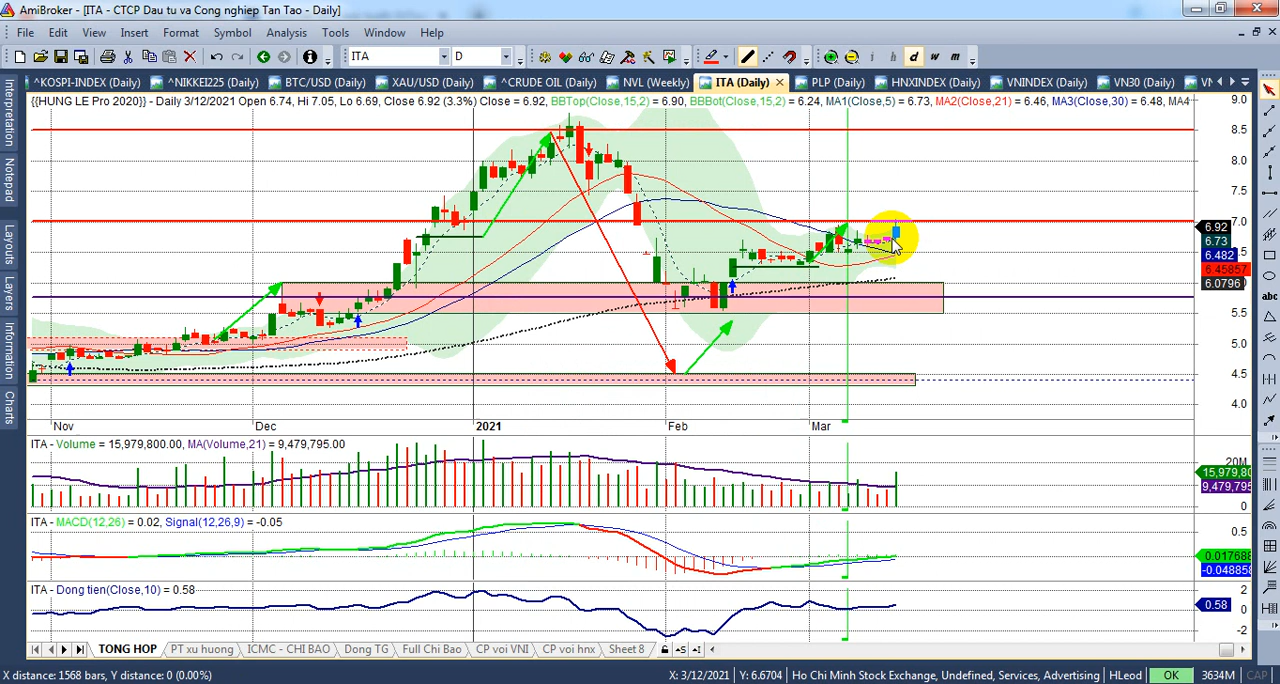 AmiBroker - [ITA - CTCP Dau tu va Cong nghiep Tan Tao - Daily]
File Edit View Insert Format Symbol Analysis Tools Window Help
ITA D i h d w m
^KOSPI-INDEX (Daily) ^NIKKEI225 (Daily) BTC/USD (Daily) XAU/USD (Daily) ^CRUDE OIL (Daily) NVL (Weekly) ITA (Daily) PLP (Daily) HNXINDEX (Daily) VNINDEX (Daily) VN30 (Daily) VN
Interpretation
Notepad
Layouts
Layers
Information
Charts
{{HUNG LE Pro 2020}} - Daily 3/12/2021 Open 6.74, Hi 7.05, Lo 6.69, Close 6.92 (3.3%) Close = 6.92, BBTop(Close,15,2) = 6.90, BBBot(Close,15,2) = 6.24, MA1(Close,5) = 6.73, MA2(Close,21) = 6.46, MA3(Close,30) = 6.48, MA4
9.0
8.5
8.0
7.5
7.0
6.92
6.73
6.482
6.45857
6.0796
5.5
5.0
4.5
4.0
abc
Nov Dec 2021 Feb Mar
ITA - Volume = 15,979,800.00, MA(Volume,21) = 9,479,795.00
20M
15,979,80
9,479,795
0
ITA - MACD(12,26) = 0.02, Signal(12,26,9) = -0.05
0.5
0.017688
-0.048858
ITA - Dong tien(Close,10) = 0.58
2
0.58
0
-2
TONG HOP PT xu huong ICMC - CHI BAO Dong TG Full Chi Bao CP voi VNI CP voi hnx Sheet 8
X distance: 1568 bars, Y distance: 0 (0.00%) X: 3/12/2021 Y: 6.6704 Ho Chi Minh Stock Exchange, Undefined, Services, Advertising HLeod OK 3634M CAP